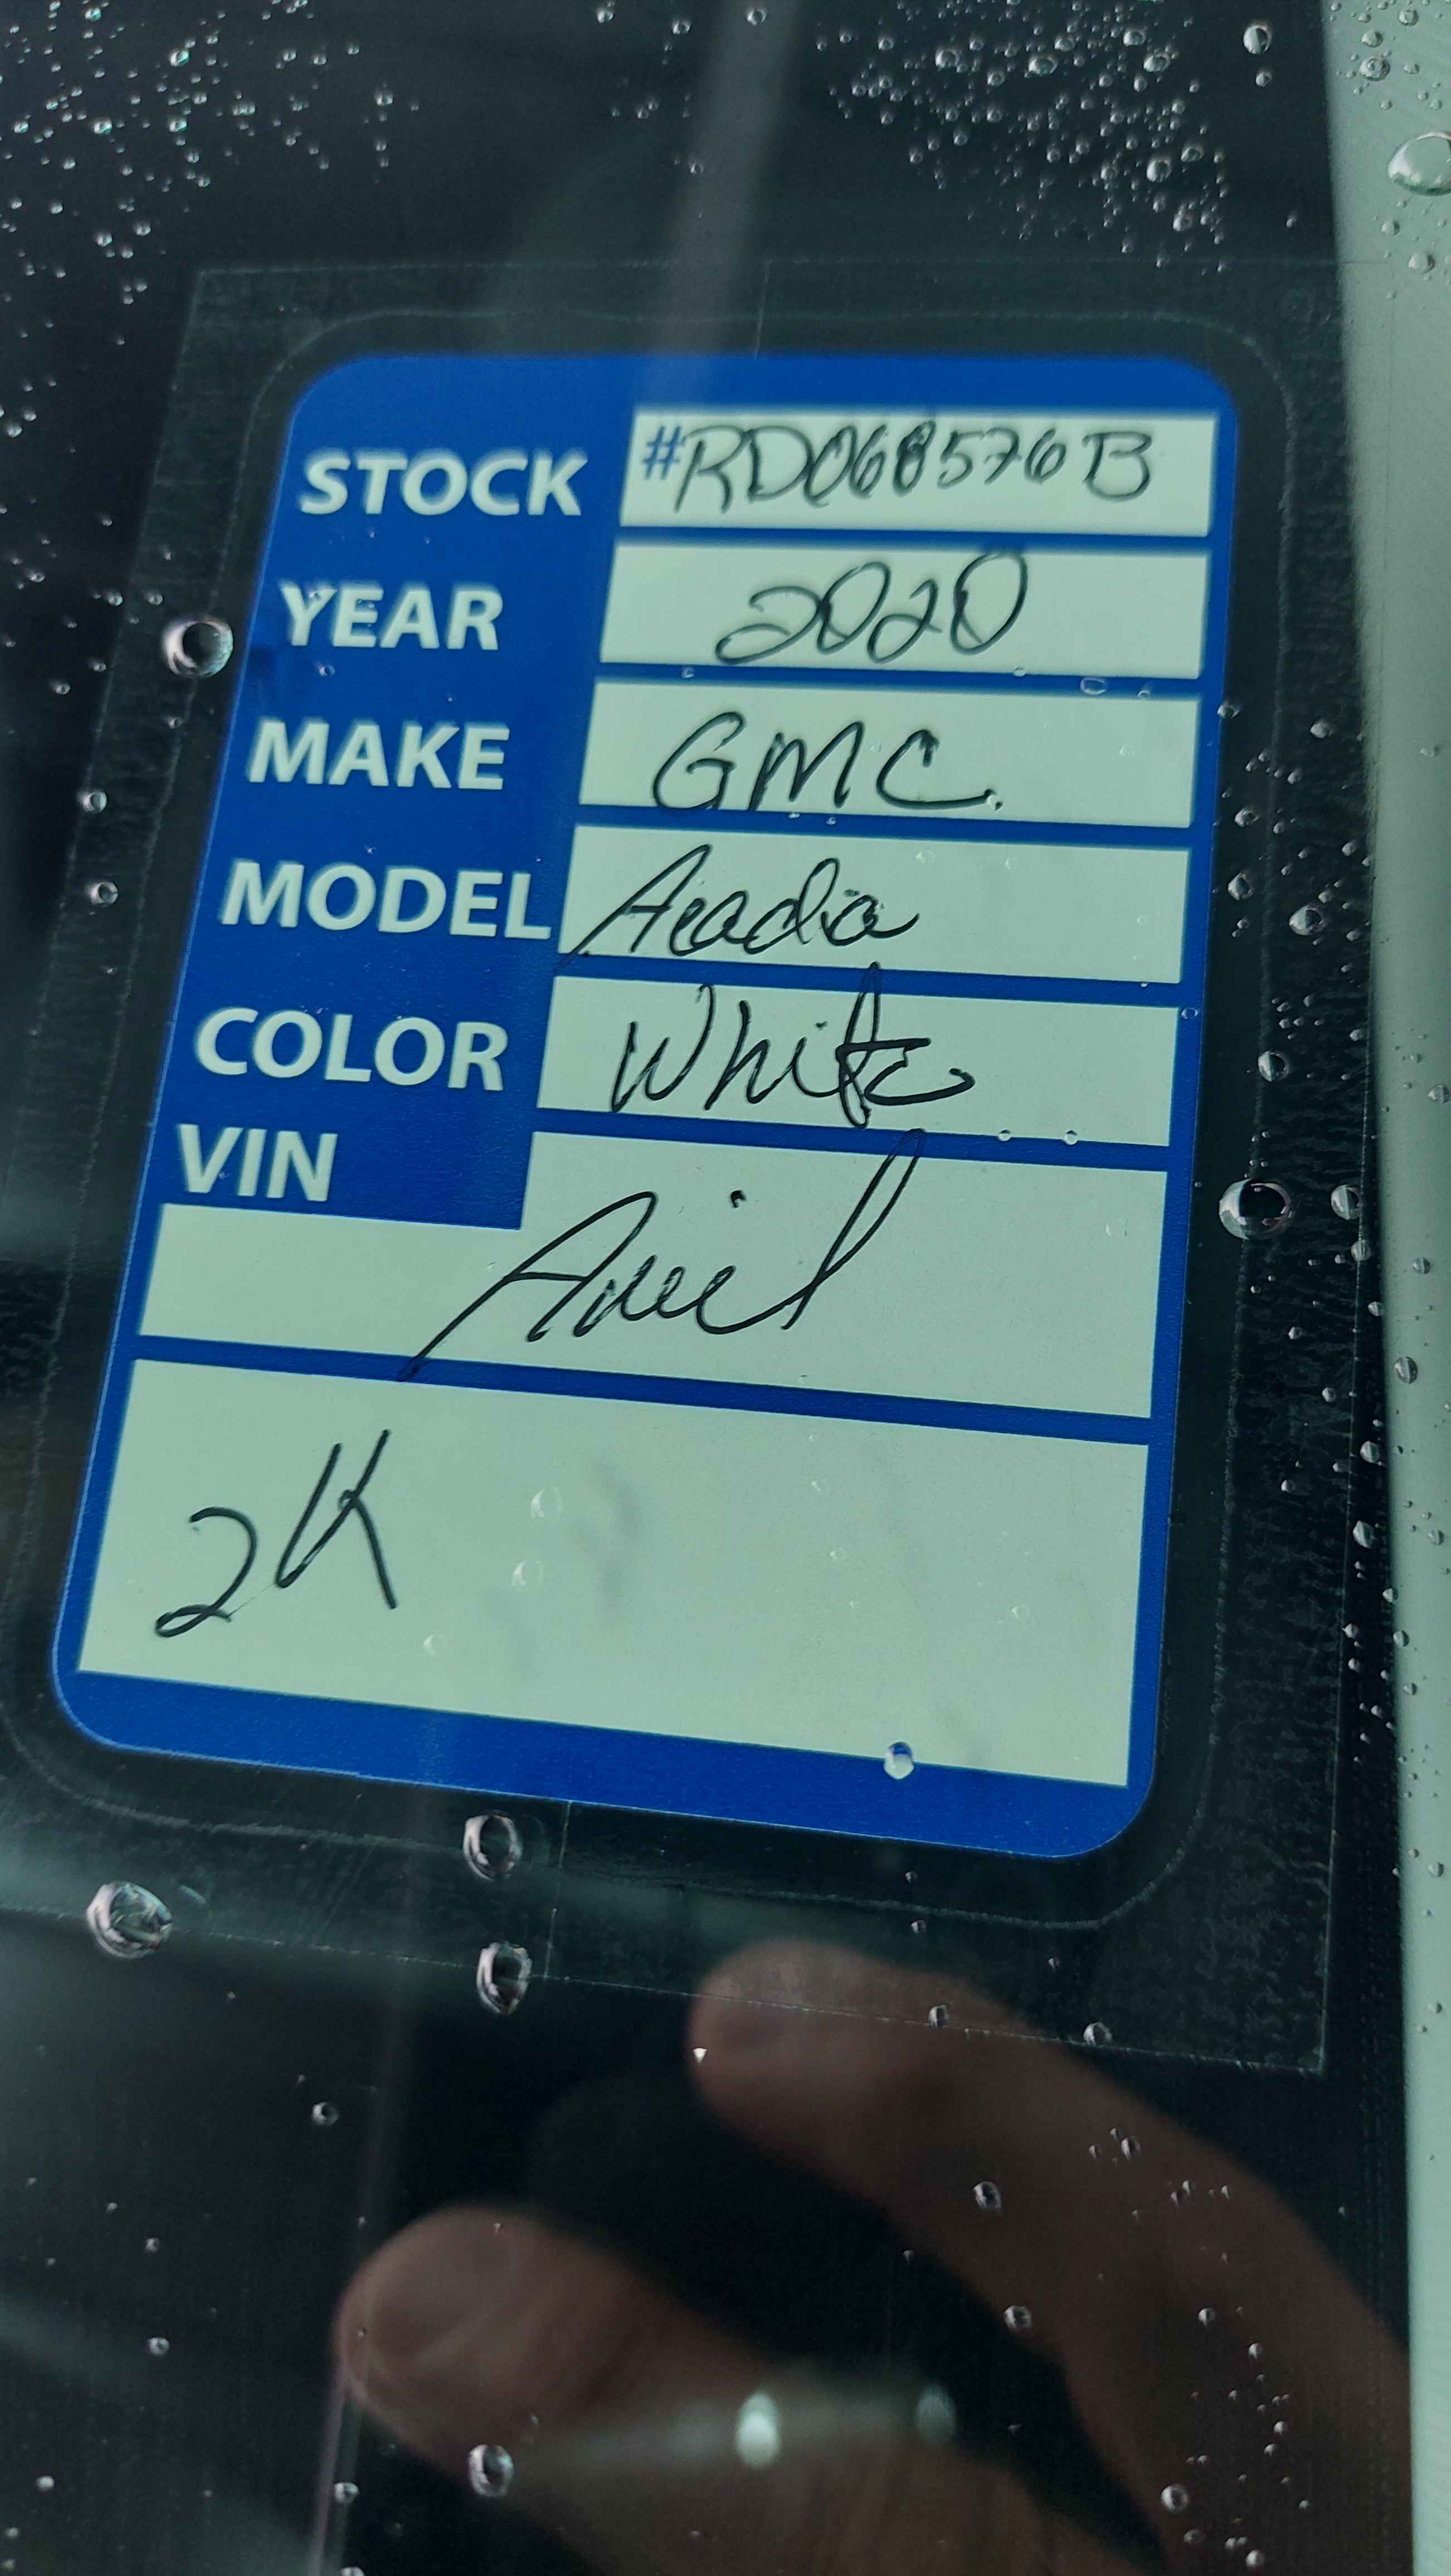 STOCK #RD068576B
YEAR 2020
MAKE GMC.
MODEL Acadia
COLOR White
VIN
2K